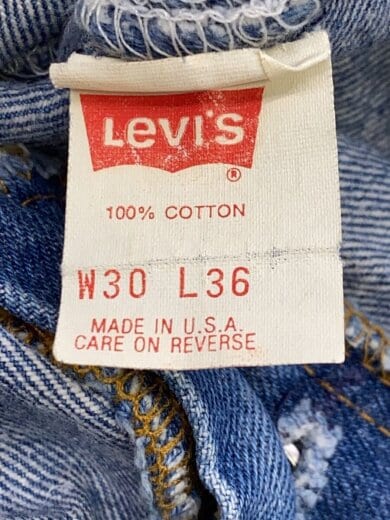 Levi's
®
100% COTTON
W30 L36
MADE IN U.S.A.
CARE ON REVERSE